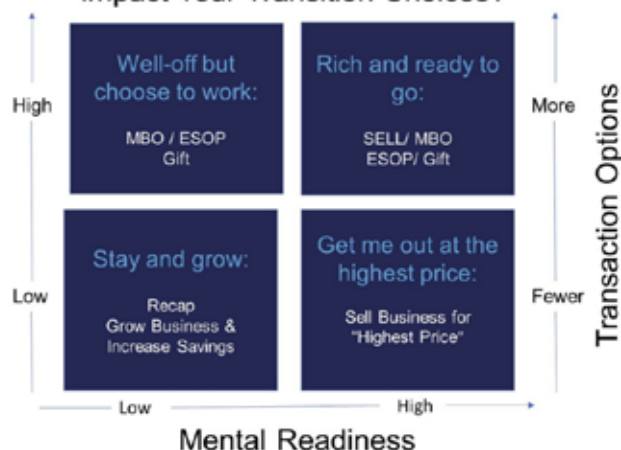 Impact Your Transition Choices?
High
Well-off but
choose to work:
MBO / ESOP
Gift
Rich and ready to
go:
SELL/ MBO
ESOP/ Gift
More
Low
Stay and grow:
Recap
Grow Business &
Increase Savings
Get me out at the
highest price:
Sell Business for
"Highest Price"
Fewer
Transaction Options
Low
High
Mental Readiness